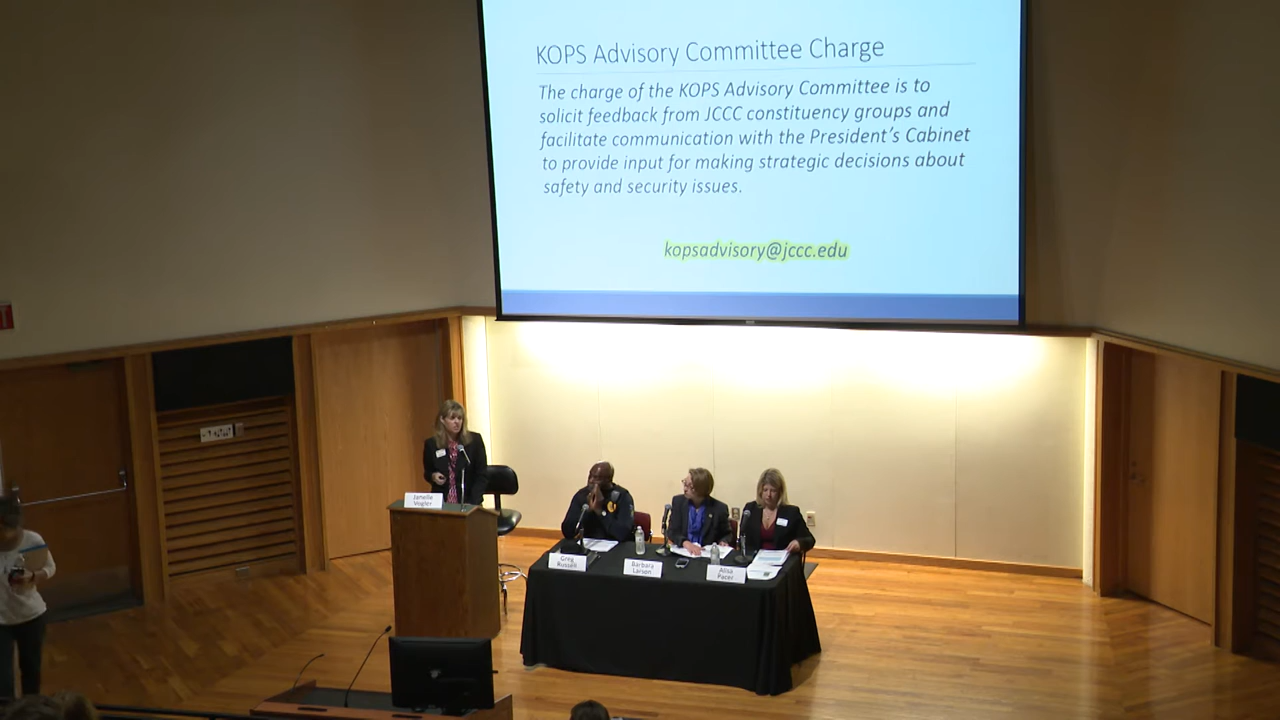 KOPS Advisory Committee Charge
The charge of the KOPS Advisory Committee is to
solicit feedback from JCCC constituency groups and
facilitate communication with the President's Cabinet
to provide input for making strategic decisions about
safety and security issues.
kopsadvisory@jccc.edu
Janelle
Vogler
Greg
Russell
Barbara
Larson
Alisa
Pacer